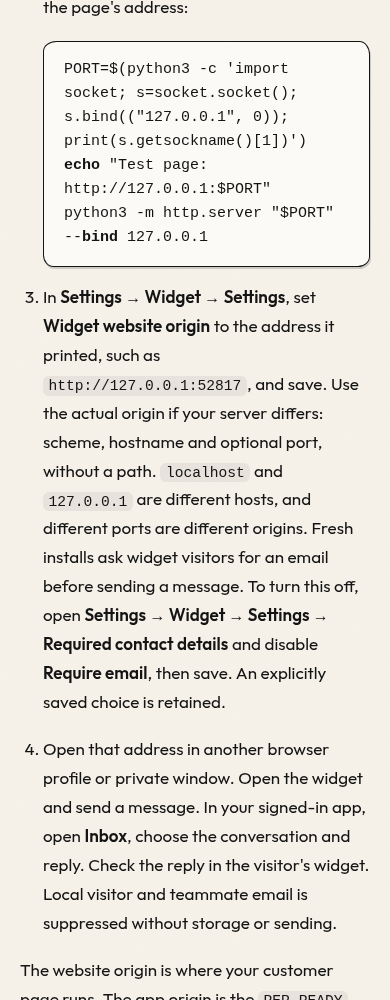 the page's address:
PORT=$(python3 -c 'import
socket; s=socket.socket();
s.bind(("127.0.0.1", 0));
print(s.getsockname()[1])')
echo "Test page:
http://127.0.0.1:$PORT"
python3 -m http.server "$PORT"
--bind 127.0.0.1
3. In Settings → Widget → Settings, set
Widget website origin to the address it
printed, such as
http://127.0.0.1:52817, and save. Use
the actual origin if your server differs:
scheme, hostname and optional port,
without a path. localhost and
127.0.0.1 are different hosts, and
different ports are different origins. Fresh
installs ask widget visitors for an email
before sending a message. To turn this off,
open Settings → Widget → Settings →
Required contact details and disable
Require email, then save. An explicitly
saved choice is retained.
4. Open that address in another browser
profile or private window. Open the widget
and send a message. In your signed-in app,
open Inbox, choose the conversation and
reply. Check the reply in the visitor's widget.
Local visitor and teammate email is
suppressed without storage or sending.
The website origin is where your customer
page runs. The app origin is the